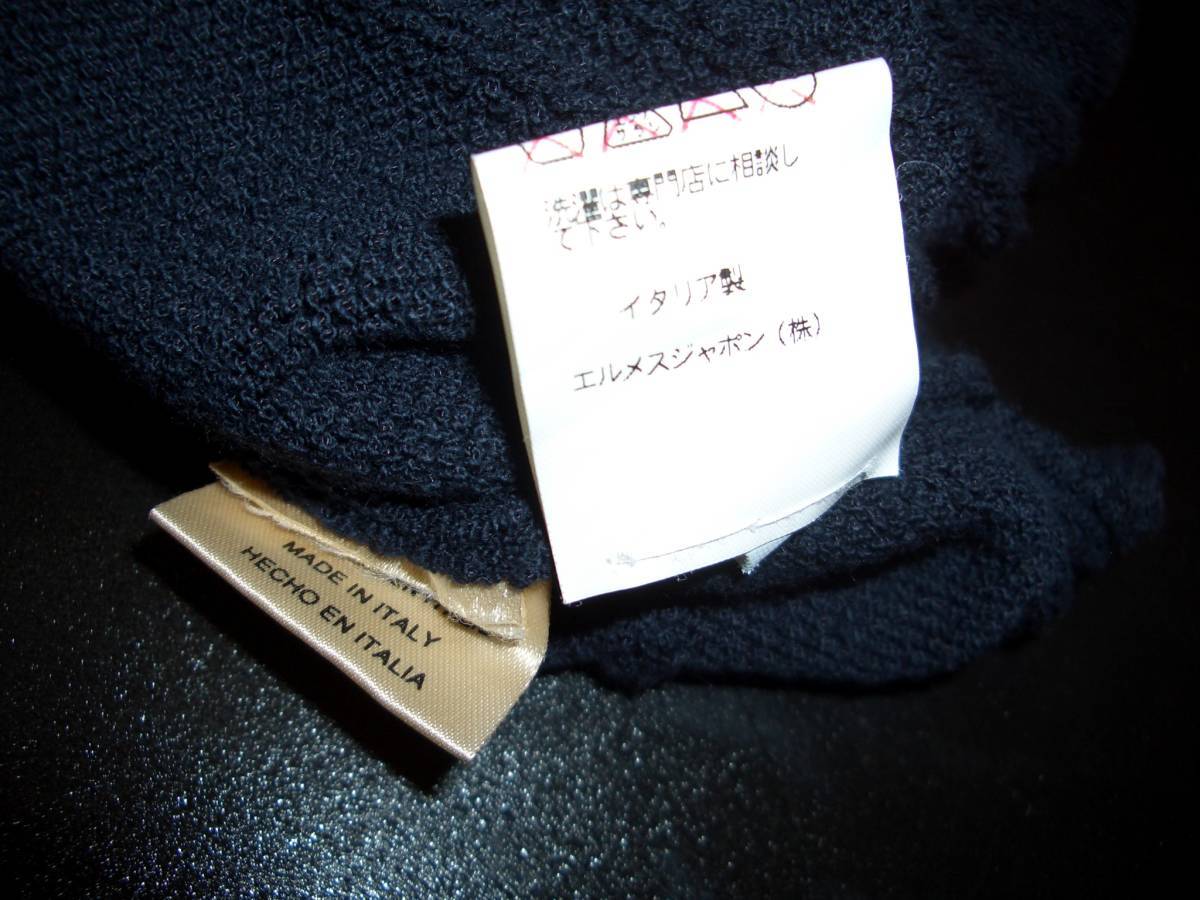 洗濯は専門店に相談し
て下さい。
イタリア製
エルメスジャポン(株)
MADE IN ITALY
HECHO EN ITALIA